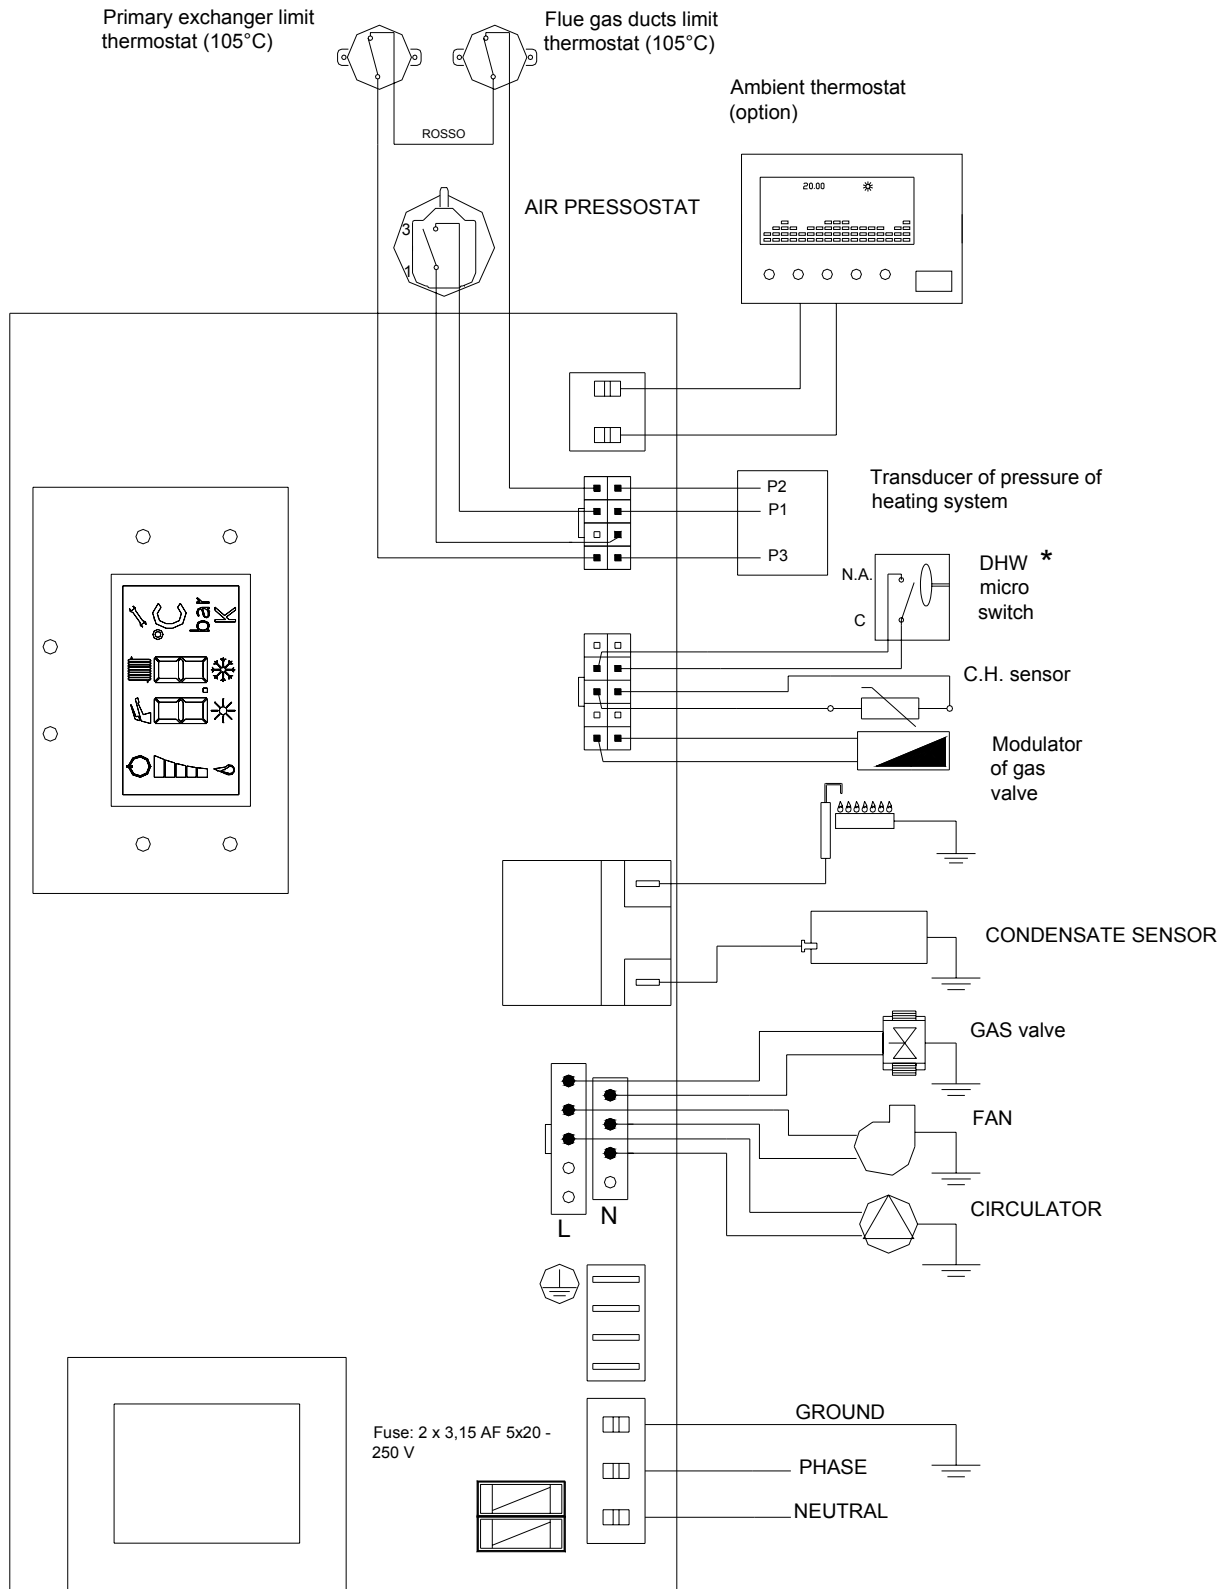 Primary exchanger limit
thermostat (105°C)
Flue gas ducts limit
thermostat (105°C)
Ambient thermostat
(option)
ROSSO
20.00
AIR PRESSOSTAT
3
1
P2
P1
P3
Transducer of pressure of
heating system
N.A.
C
DHW *
micro
switch
bar
K
°C
C.H. sensor
Modulator
of gas
valve
CONDENSATE SENSOR
GAS valve
FAN
CIRCULATOR
L
N
Fuse: 2 x 3,15 AF 5x20 -
250 V
GROUND
PHASE
NEUTRAL